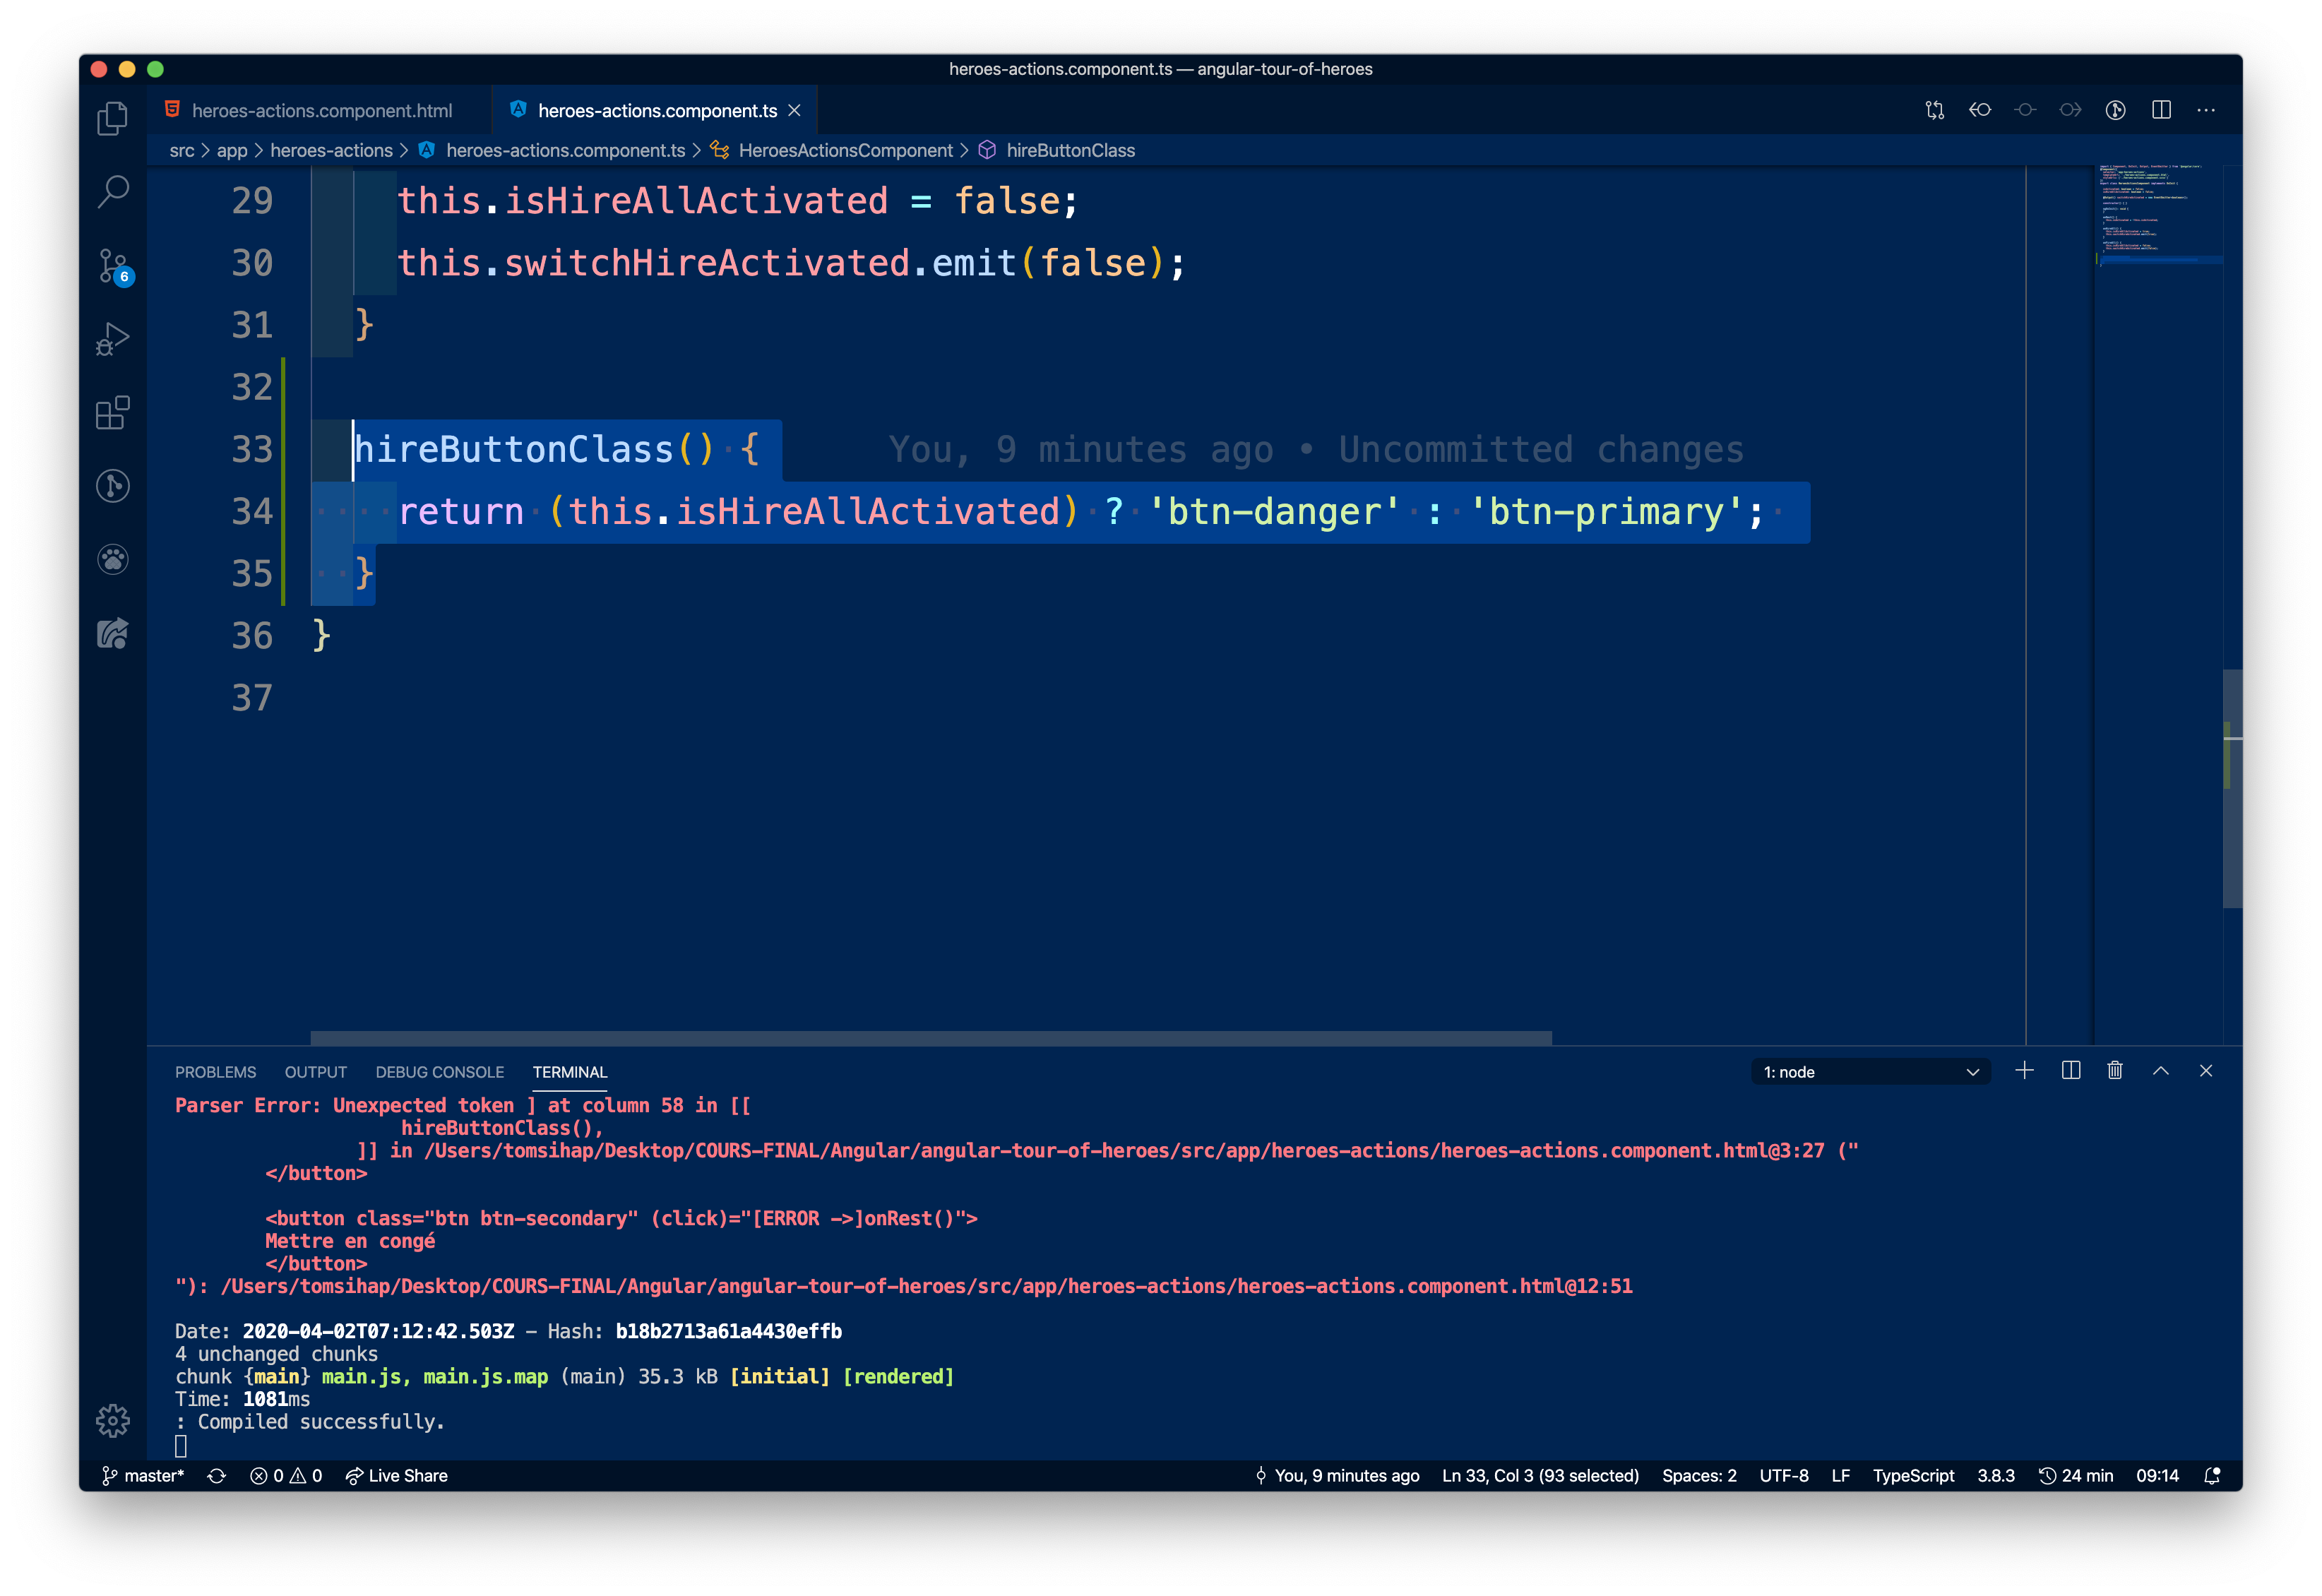 heroes-actions.component.ts — angular-tour-of-heroes
heroes-actions.component.html heroes-actions.component.ts
src > app > heroes-actions > heroes-actions.component.ts > HeroesActionsComponent > hireButtonClass
29 this.isHireAllActivated = false;
30 this.switchHireActivated.emit(false);
31 }
32
33 hireButtonClass() { You, 9 minutes ago • Uncommitted changes
34 return (this.isHireAllActivated) ? 'btn-danger' : 'btn-primary';
35 }
36 }
37
6
PROBLEMS OUTPUT DEBUG CONSOLE TERMINAL 1: node
Parser Error: Unexpected token ] at column 58 in [[
hireButtonClass(),
]] in /Users/tomsihap/Desktop/COURS-FINAL/Angular/angular-tour-of-heroes/src/app/heroes-actions/heroes-actions.component.html@3:27 ("
</button>
<button class="btn btn-secondary" (click)="[ERROR ->]onRest()">
Mettre en congé
</button>
"): /Users/tomsihap/Desktop/COURS-FINAL/Angular/angular-tour-of-heroes/src/app/heroes-actions/heroes-actions.component.html@12:51
Date: 2020-04-02T07:12:42.503Z - Hash: b18b2713a61a4430effb
4 unchanged chunks
chunk {main} main.js, main.js.map (main) 35.3 kB [initial] [rendered]
Time: 1081ms
: Compiled successfully.
master* 0 0 Live Share You, 9 minutes ago Ln 33, Col 3 (93 selected) Spaces: 2 UTF-8 LF TypeScript 3.8.3 24 min 09:14